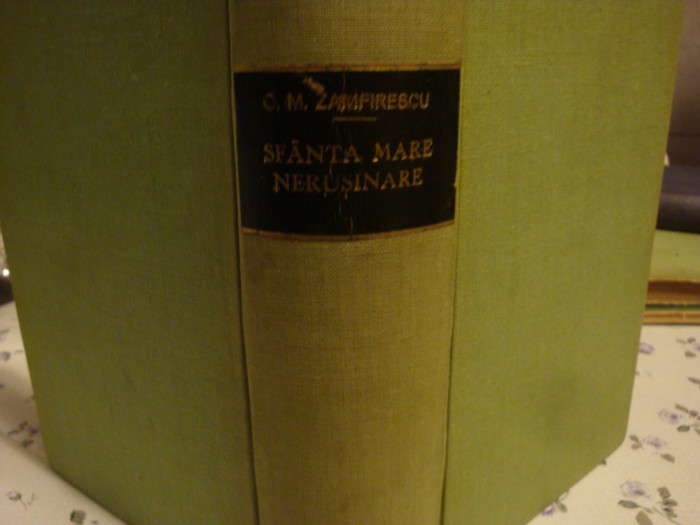 C. M. ZAMFIRESCU
SFÂNTA MARE
NERUȘINARE